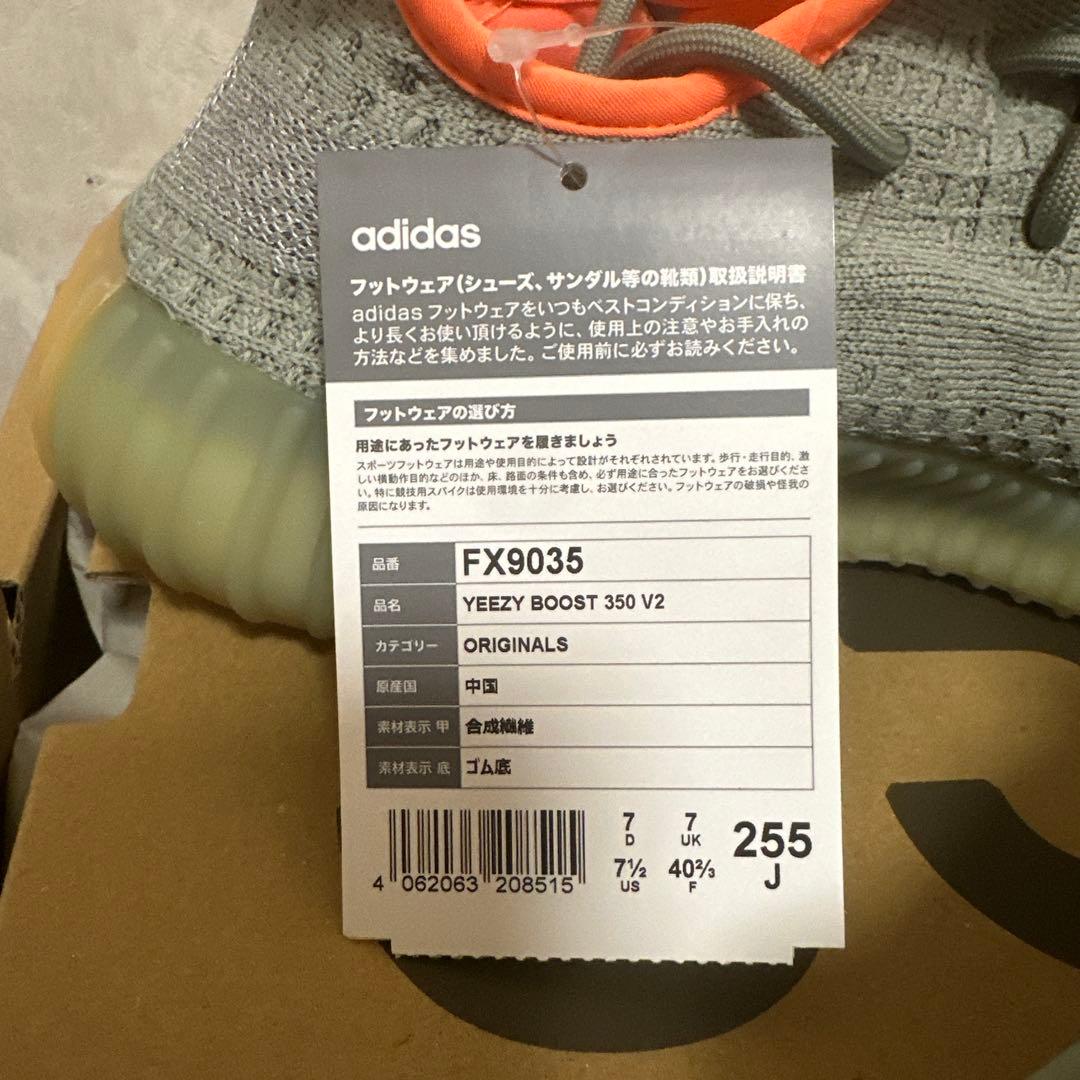 adidas
フットウェア(シューズ、サンダル等の靴類)取扱説明書
adidas フットウェアをいつもベストコンディションに保ち、
より長くお使い頂けるように、使用上の注意やお手入れの
方法などを集めました。ご使用前に必ずお読みください。
フットウェアの選び方
用途にあったフットウェアを履きましょう
スポーツフットウェアは用途や使用目的によって設計がそれぞれされています。歩行・走行目的、激
しい横動作目的などのほか、床、路面の条件も含め、必ず用途に合ったフットウェアをお選びくださ
い。特に競技用スパイクは使用環境を十分に考慮し、お選びください。フットウェアの破損や怪我の
原因になります。
品番 FX9035
品名 YEEZY BOOST 350 V2
カテゴリー ORIGINALS
原産国 中国
素材表示 甲 合成繊維
素材表示 底 ゴム底
7 7 255
D UK J
7½ 40⅔
US F
4 062063 208515